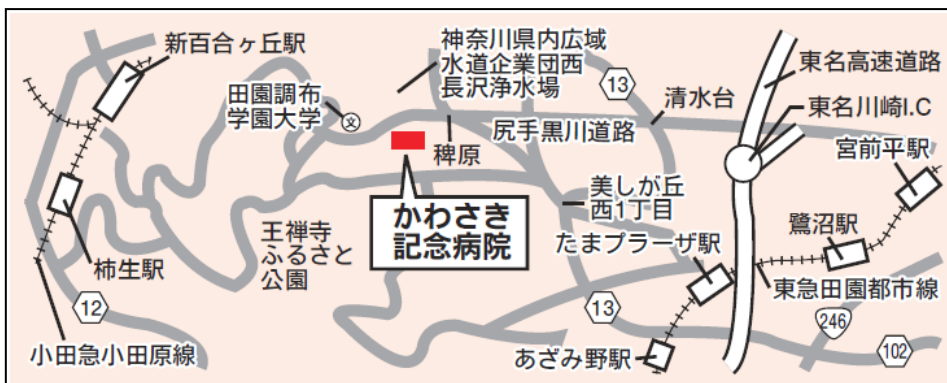 新百合ヶ丘駅
神奈川県内広域
水道企業団西
長沢浄水場
13
東名高速道路
田園調布
学園大学
文
清水台
東名川崎I.C
尻手黒川道路
稗原
宮前平駅
かわさき
記念病院
美しが丘
西1丁目
王禅寺
ふるさと
公園
鷺沼駅
たまプラーザ駅
柿生駅
東急田園都市線
12
13
246
小田急小田原線
あざみ野駅
102